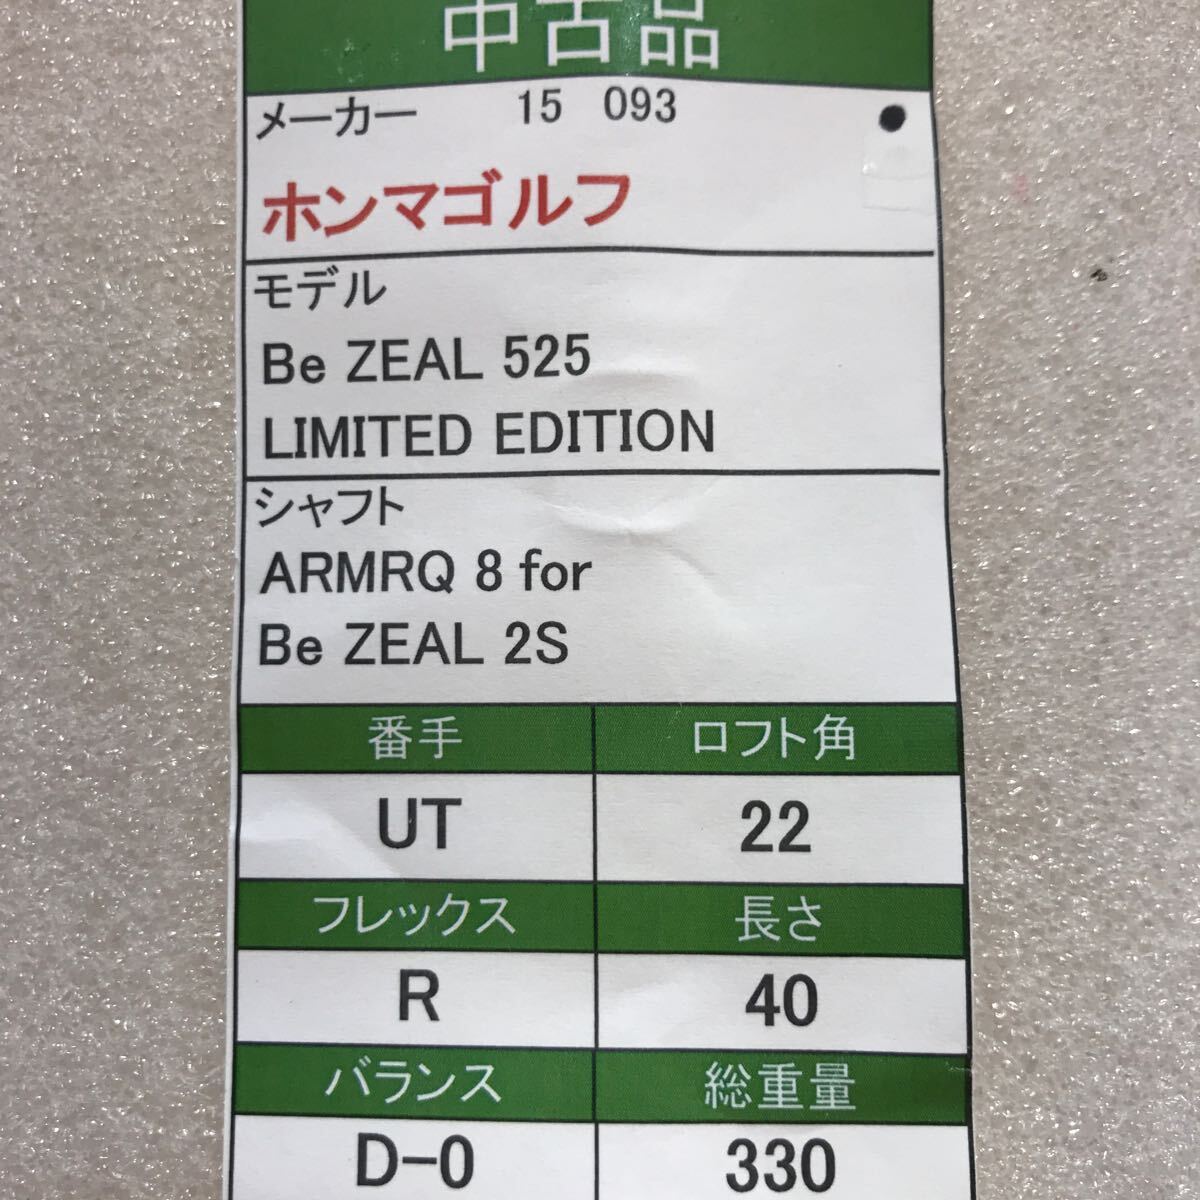 中古品
メーカー 15 093
ホンマゴルフ
モデル
Be ZEAL 525
LIMITED EDITION
シャフト
ARMRQ 8 for
Be ZEAL 2S
番手 ロフト角
UT 22
フレックス 長さ
R 40
バランス 総重量
D-0 330